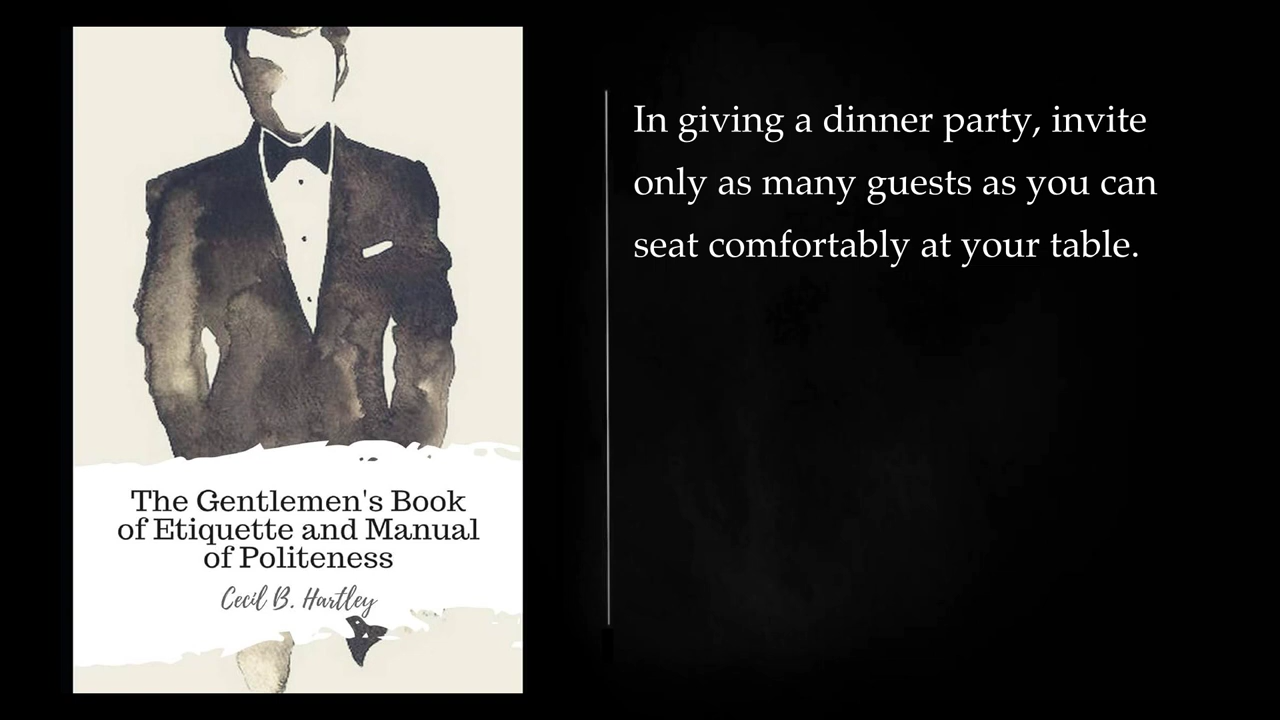 The Gentlemen's Book
of Etiquette and Manual
of Politeness
Cecil B. Hartley
In giving a dinner party, invite
only as many guests as you can
seat comfortably at your table.